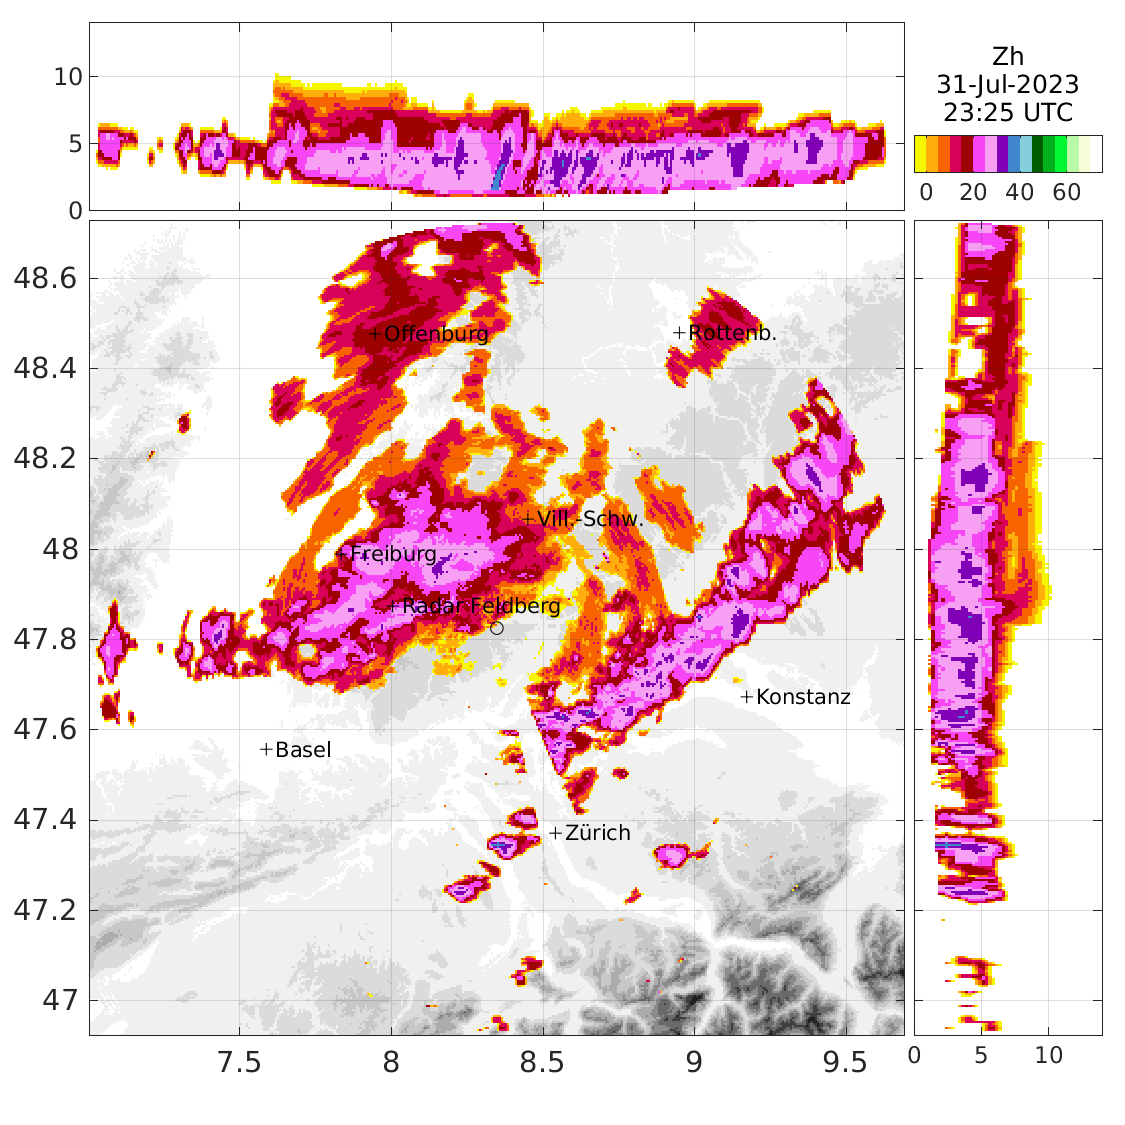 10
5
0
Zh
31-Jul-2023
23:25 UTC
0 20 40 60
48.6
48.4
48.2
48
47.8
47.6
47.4
47.2
47
Offenburg
Rottenb.
Vill.-Schw.
Freiburg
Radar Feldberg
Konstanz
Basel
Zürich
7.5 8 8.5 9 9.5
0 5 10